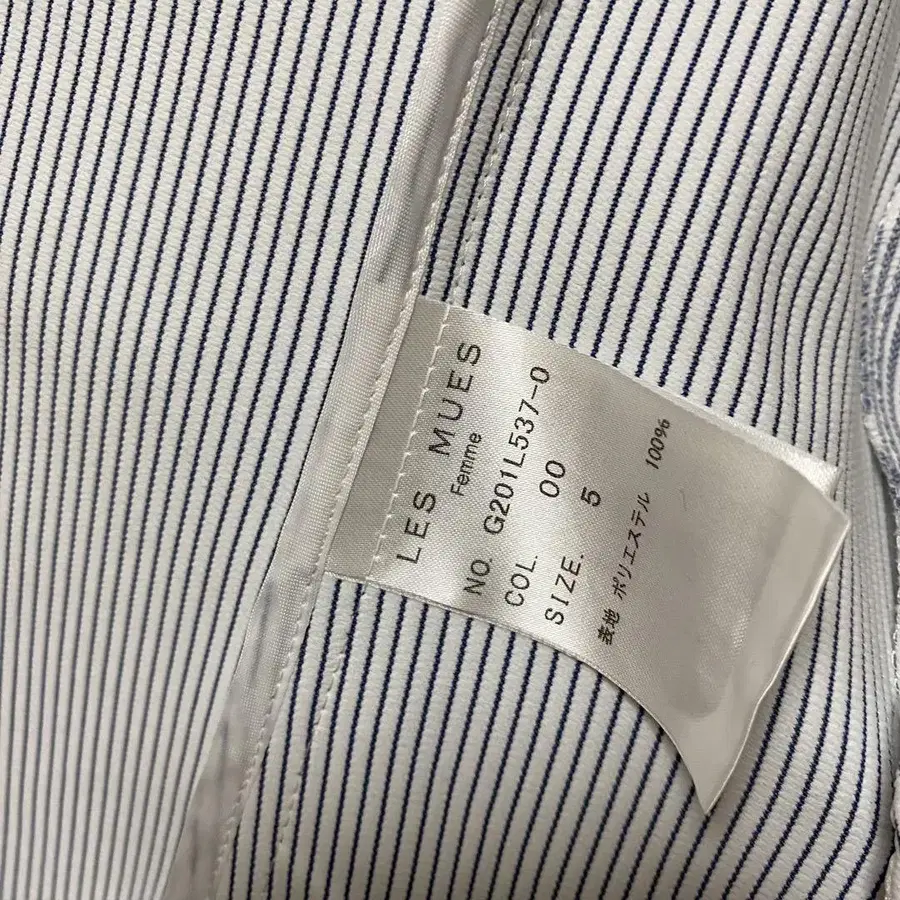 LES MUES
Femme
NO. G201L537-0
COL. 00
SIZE. 5
表地 ポリエステル 100%